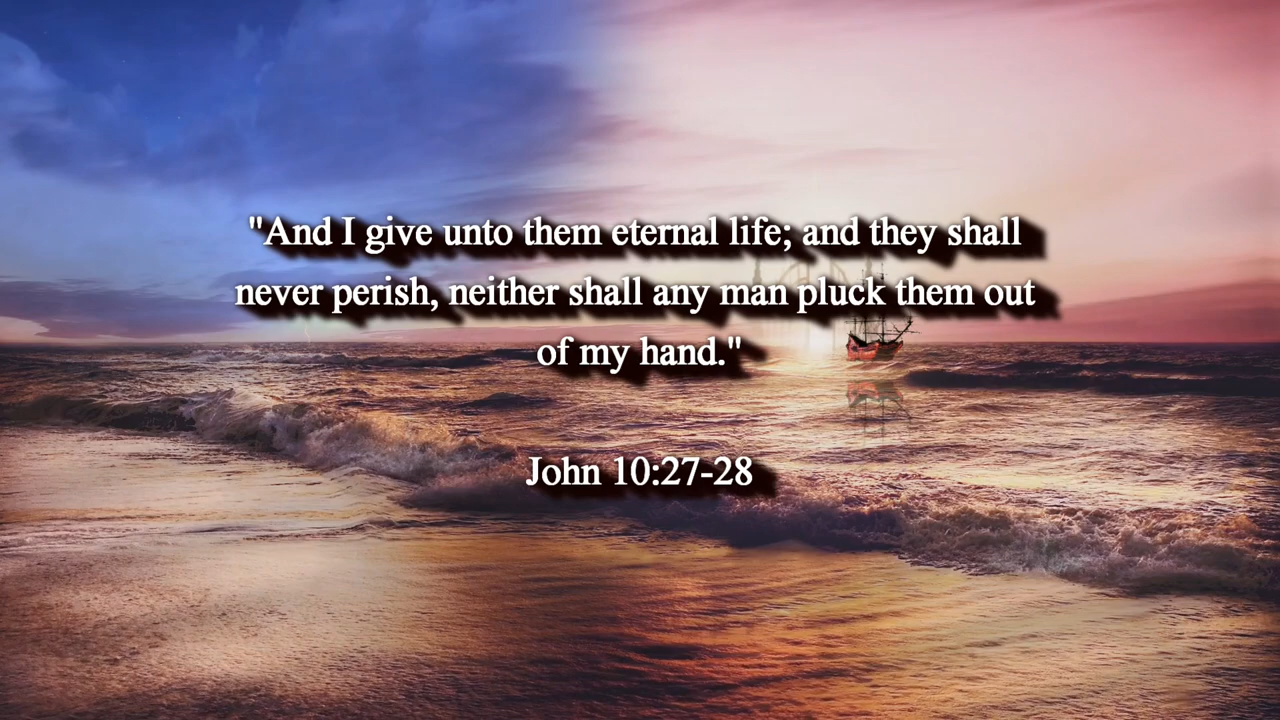 "And I give unto them eternal life; and they shall
never perish, neither shall any man pluck them out
of my hand."
John 10:27-28